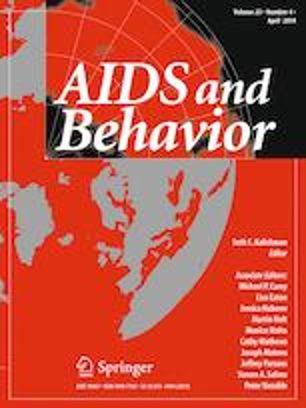 Volume 23 • Number 4 •
April 2019
AIDS and
Behavior
Seth C. Kalichman
Editor
Associate Editors:
Michael P. Carey
Lisa Eaton
Jessica Haberer
Martin Holt
Monica Malta
Cathy Mathews
Joseph Matovu
Jeffrey Parsons
Steven A. Safren
Peter Vanable
Springer